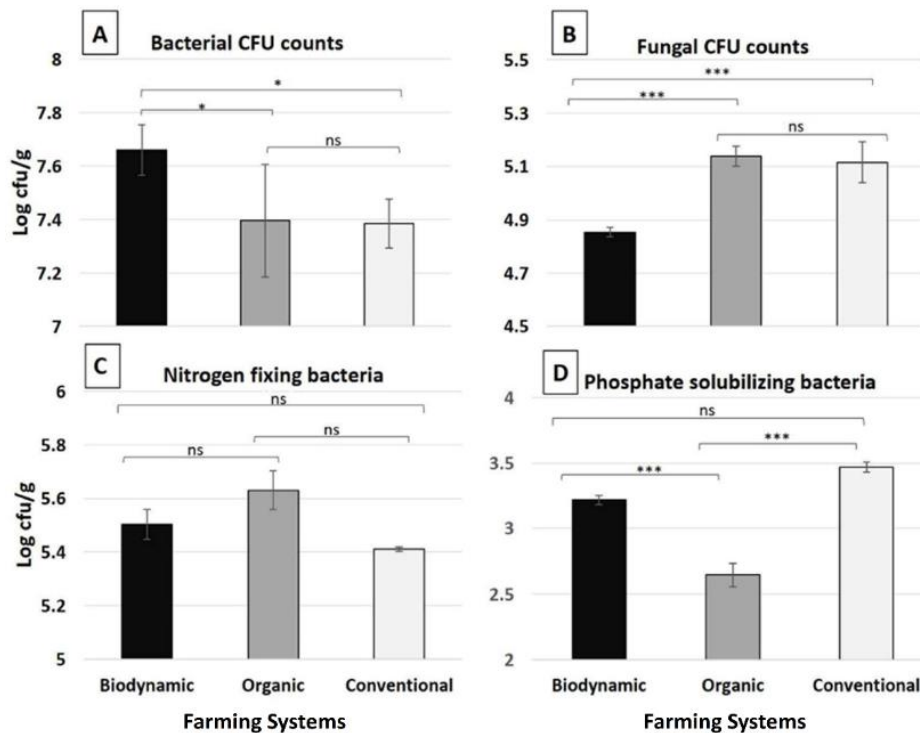 A
Bacterial CFU counts
8
7.8
7.6
7.4
7.2
7
Log cfu/g
*
*
ns
B
Fungal CFU counts
5.5
5.3
5.1
4.9
4.7
4.5
***
***
ns
C
Nitrogen fixing bacteria
6
5.8
5.6
5.4
5.2
5
Log cfu/g
ns
ns
ns
Biodynamic Organic Conventional
Farming Systems
D
Phosphate solubilizing bacteria
4
3.5
3
2.5
2
ns
***
***
Biodynamic Organic Conventional
Farming Systems